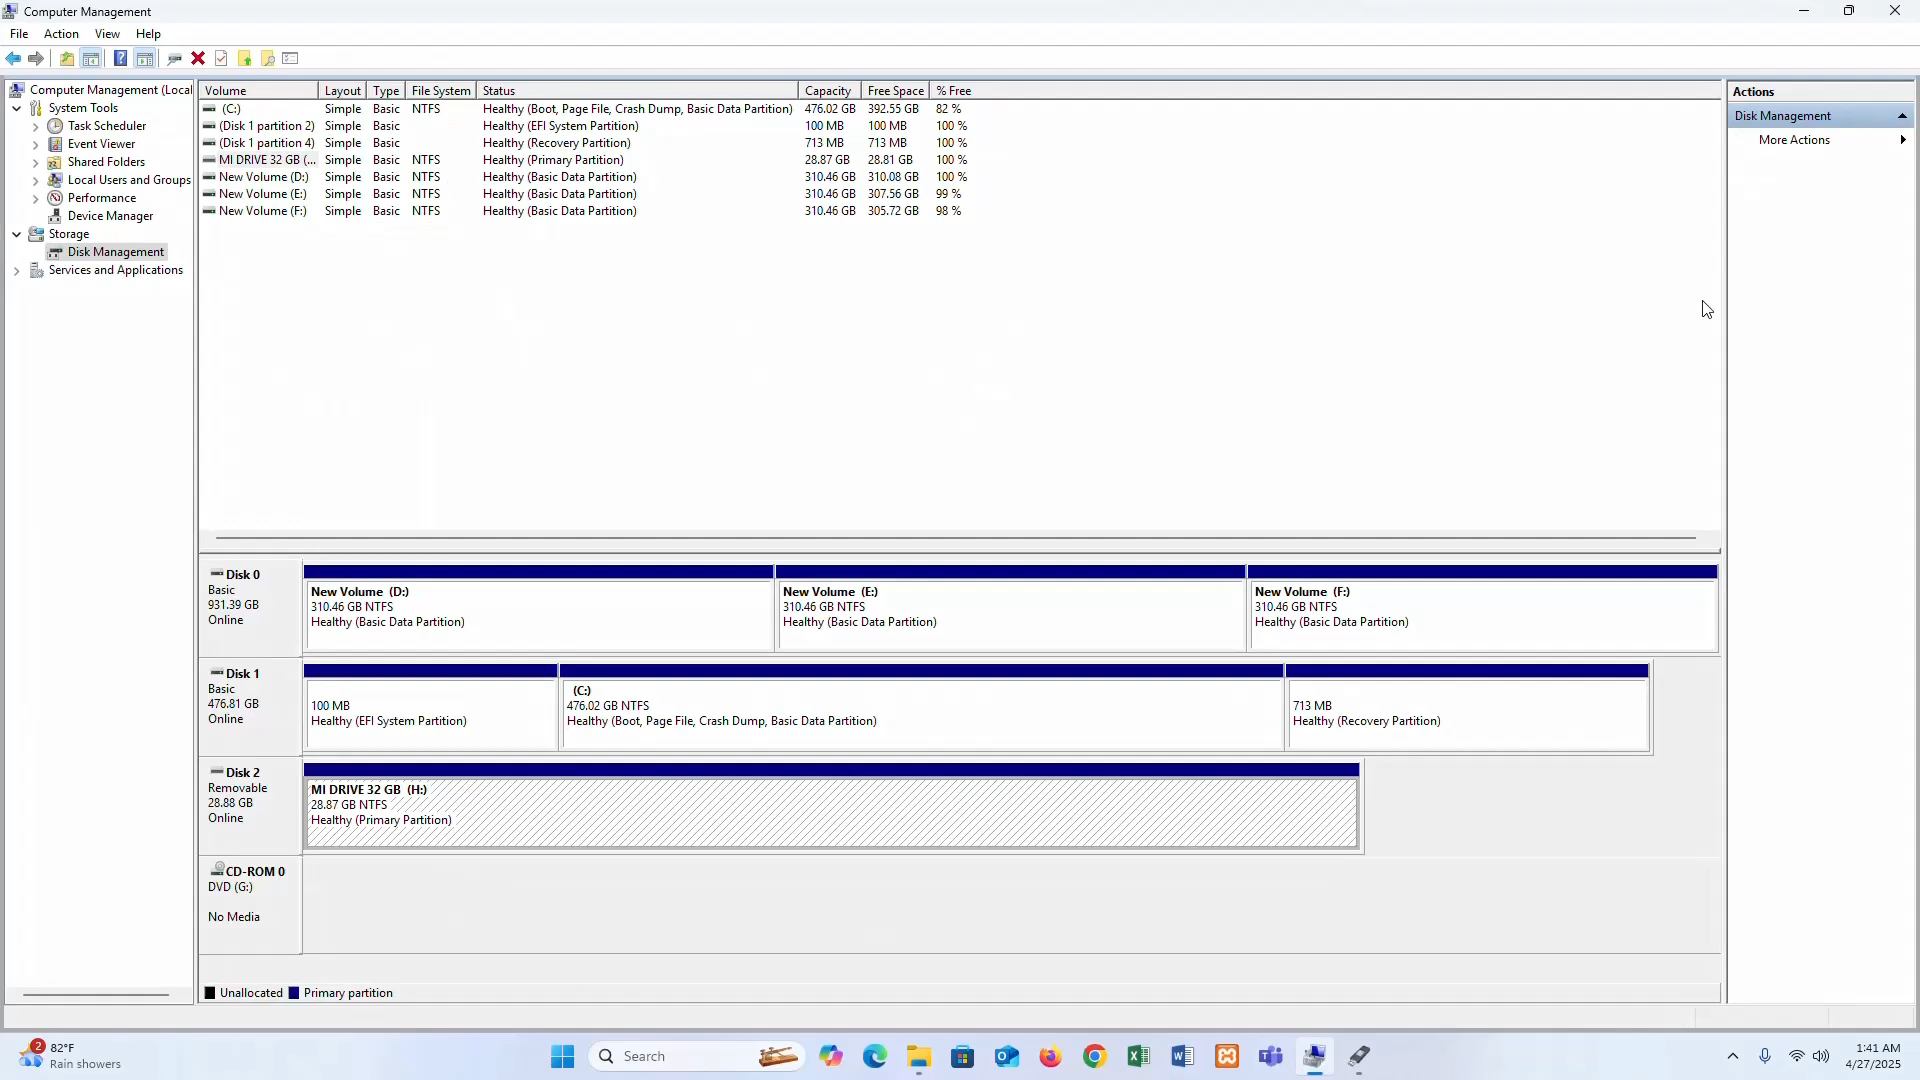 Computer Management
File Action View Help
Computer Management (Local
System Tools
Task Scheduler
Event Viewer
Shared Folders
Local Users and Groups
Performance
Device Manager
Storage
Disk Management
Services and Applications
Volume Layout Type File System Status Capacity Free Space % Free
(C:) Simple Basic NTFS Healthy (Boot, Page File, Crash Dump, Basic Data Partition) 476.02 GB 392.55 GB 82 %
(Disk 1 partition 2) Simple Basic Healthy (EFI System Partition) 100 MB 100 MB 100 %
(Disk 1 partition 4) Simple Basic Healthy (Recovery Partition) 713 MB 713 MB 100 %
MI DRIVE 32 GB (... Simple Basic NTFS Healthy (Primary Partition) 28.87 GB 28.81 GB 100 %
New Volume (D:) Simple Basic NTFS Healthy (Basic Data Partition) 310.46 GB 310.08 GB 100 %
New Volume (E:) Simple Basic NTFS Healthy (Basic Data Partition) 310.46 GB 307.56 GB 99 %
New Volume (F:) Simple Basic NTFS Healthy (Basic Data Partition) 310.46 GB 305.72 GB 98 %
Actions
Disk Management
More Actions
Disk 0
Basic
931.39 GB
Online
New Volume (D:)
310.46 GB NTFS
Healthy (Basic Data Partition)
New Volume (E:)
310.46 GB NTFS
Healthy (Basic Data Partition)
New Volume (F:)
310.46 GB NTFS
Healthy (Basic Data Partition)
Disk 1
Basic
476.81 GB
Online
100 MB
Healthy (EFI System Partition)
(C:)
476.02 GB NTFS
Healthy (Boot, Page File, Crash Dump, Basic Data Partition)
713 MB
Healthy (Recovery Partition)
Disk 2
Removable
28.88 GB
Online
MI DRIVE 32 GB (H:)
28.87 GB NTFS
Healthy (Primary Partition)
CD-ROM 0
DVD (G:)
No Media
Unallocated Primary partition
2
82°F
Rain showers
Search
1:41 AM
4/27/2025